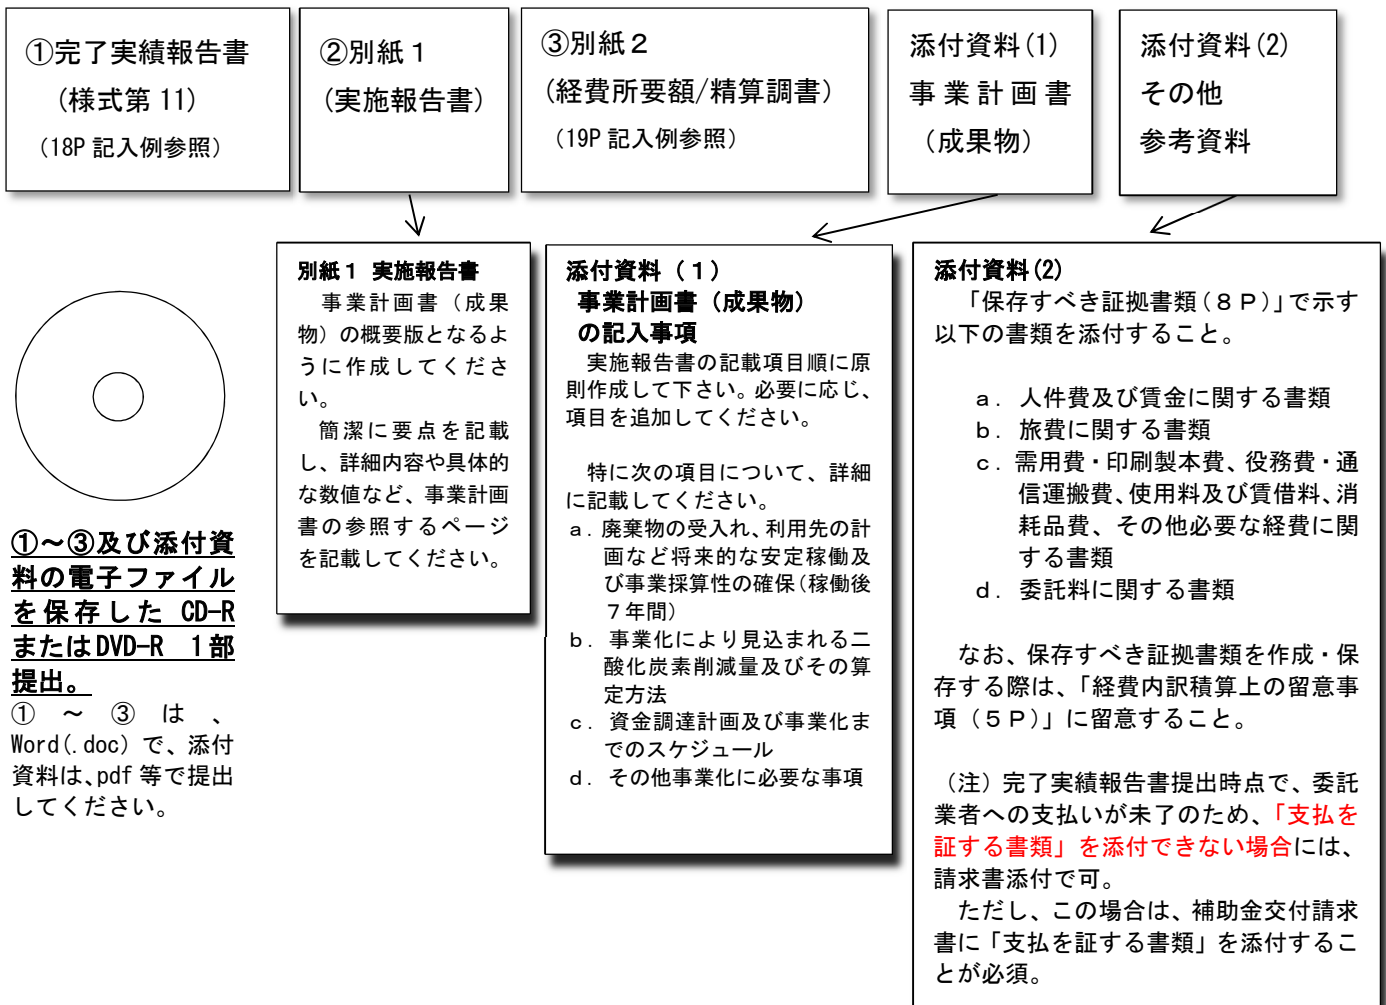 ①完了実績報告書
(様式第 11)
(18P 記入例参照)
②別紙１
(実施報告書)
③別紙２
(経費所要額/精算調書)
(19P 記入例参照)
添付資料(1)
事業計画書
(成果物)
添付資料(2)
その他
参考資料
①～③及び添付資
料の電子ファイル
を保存した CD-R
またはDVD-R　1部
提出。
①～③は、
Word(.doc)で、添付
資料は、pdf 等で提出
してください。
別紙１ 実施報告書
事業計画書（成果
物）の概要版となるよ
うに作成してくださ
い。
簡潔に要点を記載
し、詳細内容や具体的
な数値など、事業計画
書の参照するページ
を記載してください。
添付資料（１）
事業計画書（成果物）
の記入事項
実施報告書の記載項目順に原
則作成して下さい。必要に応じ、
項目を追加してください。
特に次の項目について、詳細
に記載してください。
ａ．廃棄物の受入れ、利用先の計
画など将来的な安定稼働及
び事業採算性の確保（稼働後
７年間）
ｂ．事業化により見込まれる二
酸化炭素削減量及びその算
定方法
ｃ．資金調達計画及び事業化ま
でのスケジュール
ｄ．その他事業化に必要な事項
添付資料(2)
「保存すべき証拠書類（８Ｐ）」で示す
以下の書類を添付すること。
ａ．人件費及び賃金に関する書類
ｂ．旅費に関する書類
ｃ．需用費・印刷製本費、役務費・通
信運搬費、使用料及び賃借料、消
耗品費、その他必要な経費に関
する書類
ｄ．委託料に関する書類
なお、保存すべき証拠書類を作成・保
存する際は、「経費内訳積算上の留意事
項（５Ｐ）」に留意すること。
（注）完了実績報告書提出時点で、委託
業者への支払いが未了のため、「支払を
証する書類」を添付できない場合には、
請求書添付で可。
ただし、この場合は、補助金交付請求
書に「支払を証する書類」を添付するこ
とが必須。